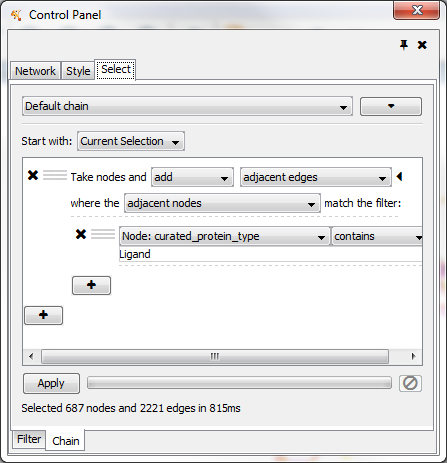 Control Panel
Network Style Select
Default chain
Start with: Current Selection
Take nodes and add adjacent edges
where the adjacent nodes match the filter:
Node: curated_protein_type contains
Ligand
Apply
Selected 687 nodes and 2221 edges in 815ms
Filter Chain